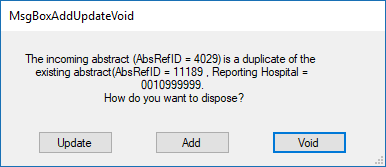 MsgBoxAddUpdateVoid
The incoming abstract (AbsRefID = 4029) is a duplicate of the
existing abstract(AbsRefID = 11189 , Reporting Hospital =
0010999999.
How do you want to dispose?
Update
Add
Void